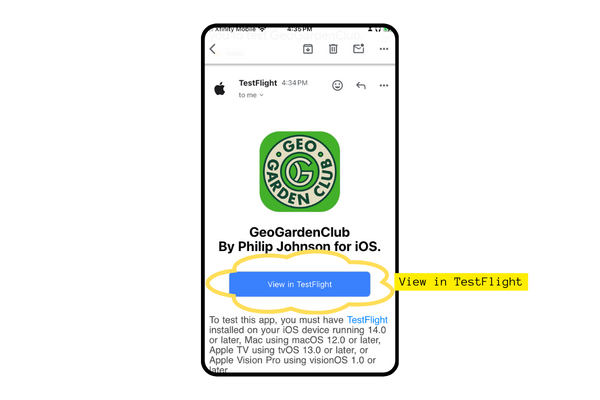 Xfinity Mobile 4:35 PM
TestFlight 4:34 PM
to me
GEO
GARDEN CLUB
G
GeoGardenClub
By Philip Johnson for iOS.
View in TestFlight
View in TestFlight
To test this app, you must have TestFlight
installed on your iOS device running 14.0
or later, Mac using macOS 12.0 or later,
Apple TV using tvOS 13.0 or later, or
Apple Vision Pro using visionOS 1.0 or
later